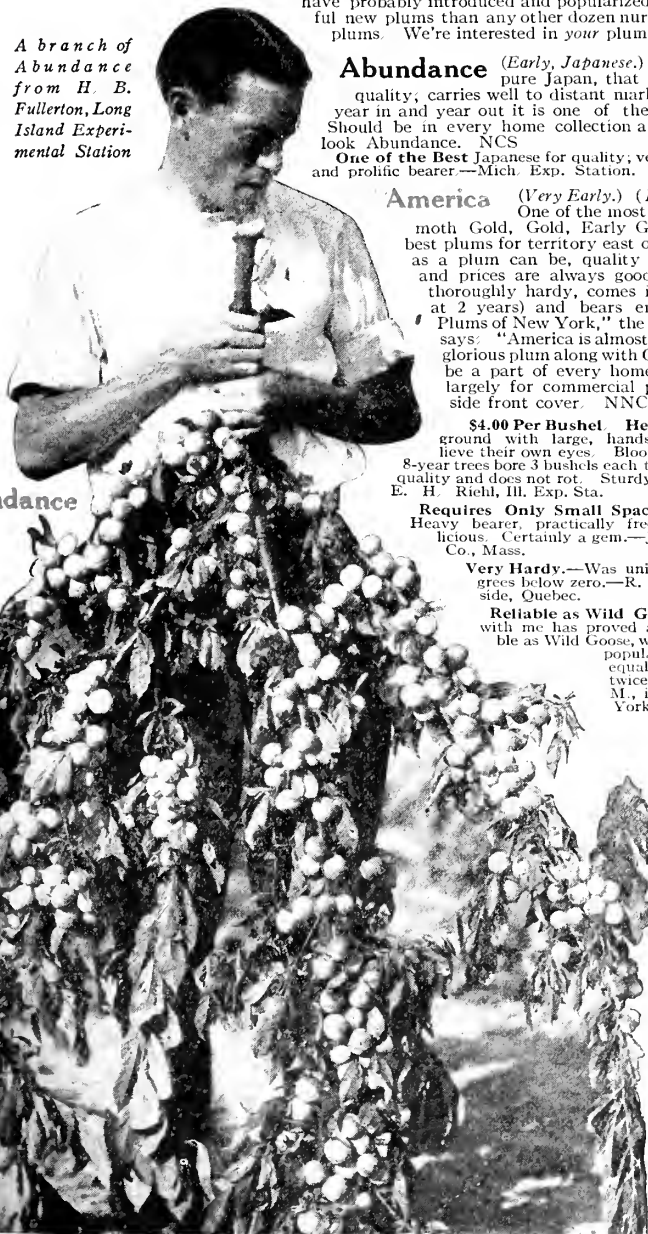 A branch of
Abundance
from H. B.
Fullerton, Long
Island Experi-
mental Station
have probably introduced and popularized
ful new plums than any other dozen nur
plums. We're interested in your plum
Abundance (Early, Japanese.)
pure Japan, that
quality; carries well to distant mar
year in and year out it is one of the
Should be in every home collection a
look Abundance. NCS
One of the Best Japanese for quality; ve
and prolific bearer.—Mich. Exp. Station.
America (Very Early.) (
One of the most
moth Gold, Gold, Early G
best plums for territory east o
as a plum can be, quality
and prices are always good
thoroughly hardy, comes i
at 2 years) and bears en
Plums of New York," the
says: "America is almost
glorious plum along with G
be a part of every home
largely for commercial p
side front cover. NNC
$4.00 Per Bushel. He
ground with large, hands
lieve their own eyes. Bloo
8-year trees bore 3 bushels each t
quality and does not rot. Sturdy
E. H. Riehl, Ill. Exp. Sta.
Requires Only Small Spac
Heavy bearer, practically fre
licious. Certainly a gem.—
Co., Mass.
Very Hardy.—Was uni
grees below zero.—R.
side, Quebec.
Reliable as Wild G
with me has proved a
ble as Wild Goose, w
popul
equal
twice
M., i
York
dance